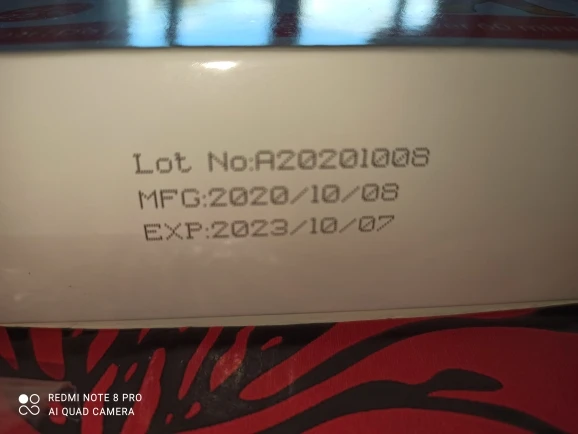 Lot No:A20201008
MFG:2020/10/08
EXP:2023/10/07
REDMI NOTE 8 PRO
AI QUAD CAMERA